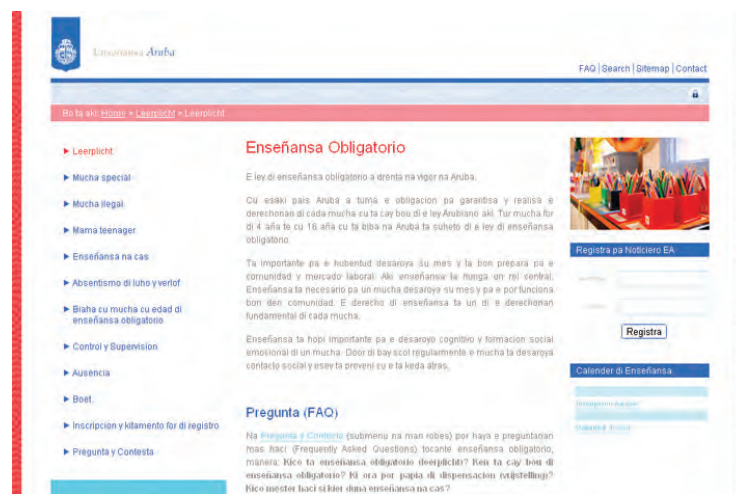 Enseñansa Aruba
FAQ | Search | Sitemap | Contact
Bo ta aki: Home » Leerplicht » Leerplicht
Leerplicht
Mucha special
Mucha ilegal
Mama teenager
Enseñansa na cas
Absentismo di luho y verlof
Biaha cu mucha cu edad di
enseñansa obligatorio
Control y Supervision
Ausencia
Boet
Inscripcion y kitamento for di registro
Pregunta y Contesta
Enseñansa Obligatorio
E ley di enseñansa obligatorio a drenta na vigor na Aruba.
Cu esaki pais Aruba a tuma e obligacion pa garantisa y realisa e
derechonan di cada mucha cu ta cay bou di e ley Arubiano aki. Tur mucha for
di 4 aña te cu 16 aña cu ta biba na Aruba ta suheto di e ley di enseñansa
obligatorio.
Ta importante pa e hubentud desaroya su mes y ta bon prepara pa e
comunidad y mercado laboral. Aki enseñansa ta hunga un rol central.
Enseñansa ta necesario pa un mucha desaroya su mes y pa e por funciona
bon den comunidad. E derecho di enseñansa ta un di e derechonan
fundamental di cada mucha.
Enseñansa ta hopi importante pa e desaroyo cognitivo y formacion social
emosional di un mucha. Door di bay scol regularmente e mucha ta desaroya
contacto social y esey ta preveni cu e ta keda atras.
Pregunta (FAQ)
Na Pregunta y Contesta (submenu na man robes) por haya e preguntanan
mas haci (Frequently Asked Questions) tocante enseñansa obligatorio,
manera: Kico ta enseñansa obligatorio (leerplicht)? Ken ta cay bou di
enseñansa obligatorio? Ki ora por papia di dispensacion (vrijstelling)?
Kico mester haci si kier duna enseñansa na cas?
Registra pa Noticiero EA
Registra
Calender di Enseñansa